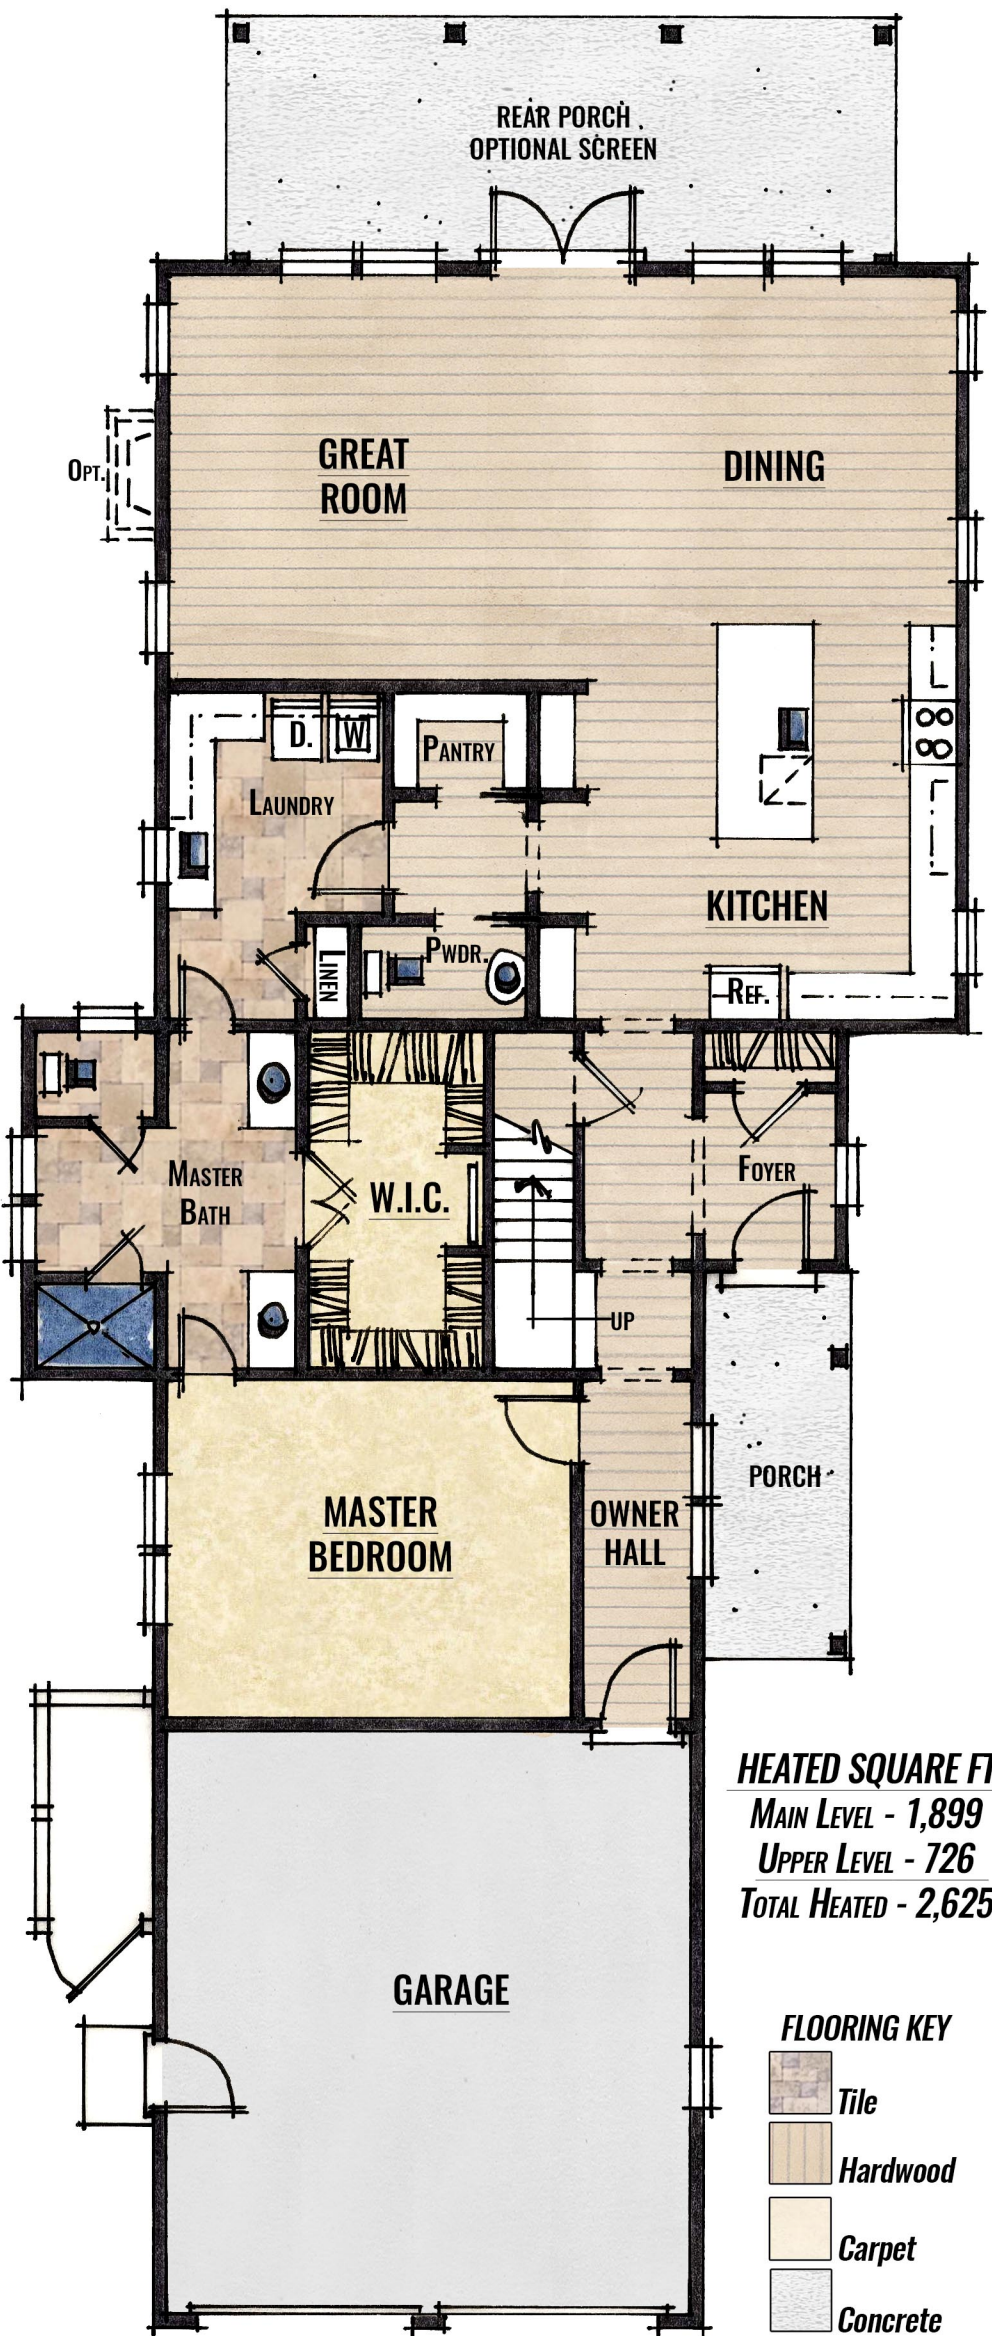 REAR PORCH
OPTIONAL SCREEN
GREAT
ROOM
DINING
OPT.
D.
W
PANTRY
LAUNDRY
KITCHEN
LINEN
PWDR.
REF.
MASTER
BATH
W.I.C.
FOYER
UP
PORCH
MASTER
BEDROOM
OWNER
HALL
HEATED SQUARE FT
MAIN LEVEL - 1,899
UPPER LEVEL - 726
TOTAL HEATED - 2,625
GARAGE
FLOORING KEY
Tile
Hardwood
Carpet
Concrete